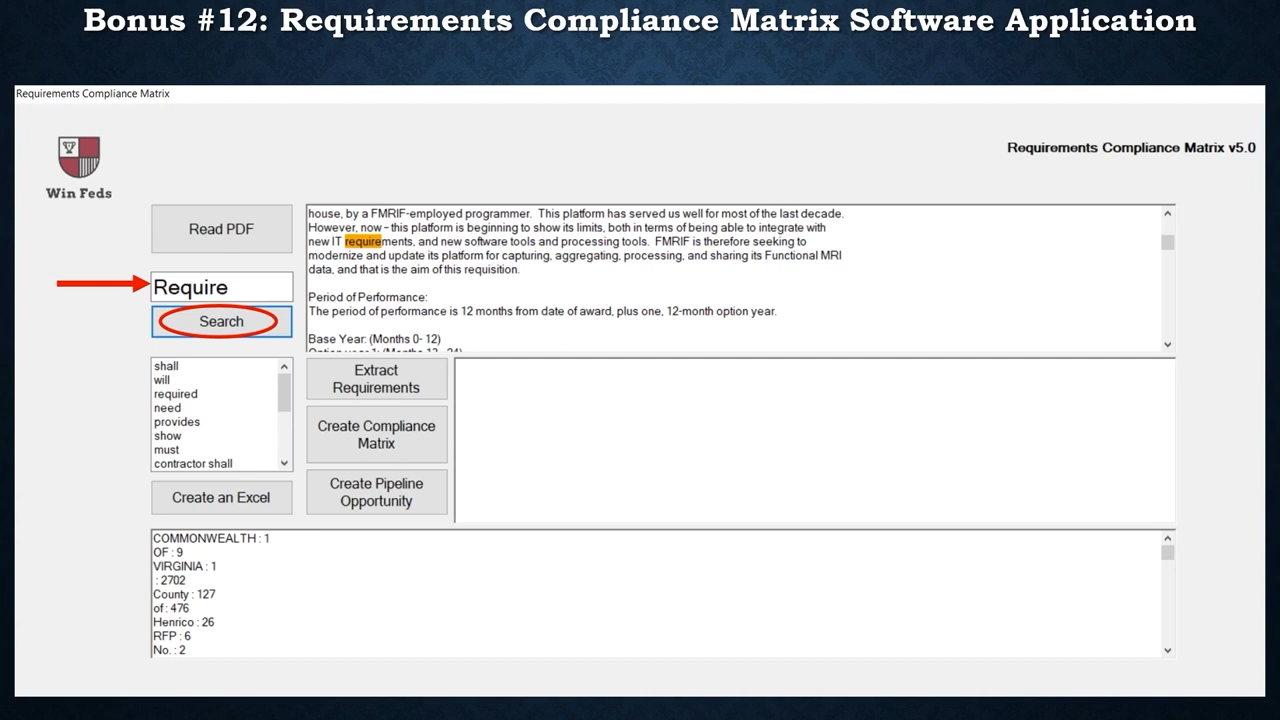 Bonus #12: Requirements Compliance Matrix Software Application
Requirements Compliance Matrix
Requirements Compliance Matrix v5.0
Win Feds
Read PDF
house, by a FMRIF-employed programmer. This platform has served us well for most of the last decade.
However, now – this platform is beginning to show its limits, both in terms of being able to integrate with
new IT requirements, and new software tools and processing tools. FMRIF is therefore seeking to
modernize and update its platform for capturing, aggregating, processing, and sharing its Functional MRI
data, and that is the aim of this requisition.
Period of Performance:
The period of performance is 12 months from date of award, plus one, 12-month option year.
Base Year: (Months 0- 12)
Option year 1: (Months 13 - 24)
Require
Search
shall
will
required
need
provides
show
must
contractor shall
Extract
Requirements
Create Compliance
Matrix
Create Pipeline
Opportunity
Create an Excel
COMMONWEALTH : 1
OF : 9
VIRGINIA : 1
: 2702
County : 127
of : 476
Henrico : 26
RFP : 6
No. : 2